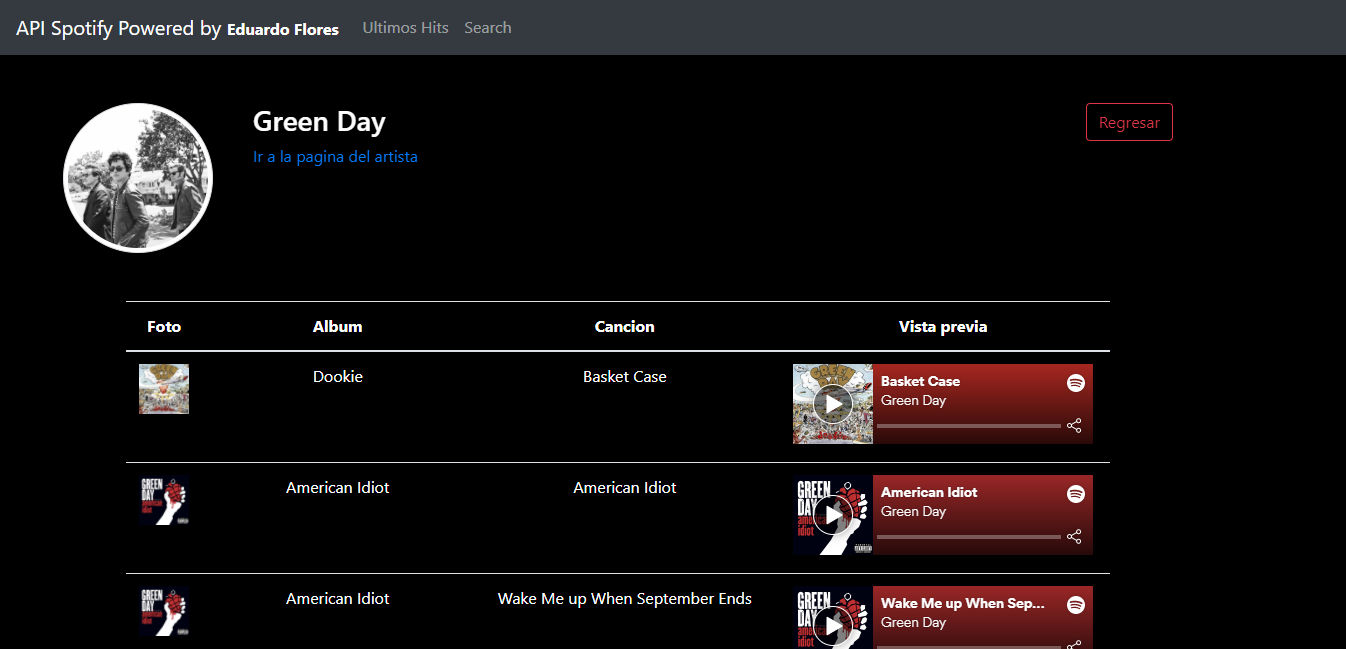 API Spotify Powered by Eduardo Flores Ultimos Hits Search
Green Day
Regresar
Ir a la pagina del artista
Foto Album Cancion Vista previa
Dookie Basket Case
Basket Case
Green Day
GREEN DAY american idiot
American Idiot American Idiot
GREEN DAY american idiot
American Idiot
Green Day
GREEN DAY american idiot
American Idiot Wake Me up When September Ends
GREEN DAY american idiot
Wake Me up When Sep...
Green Day